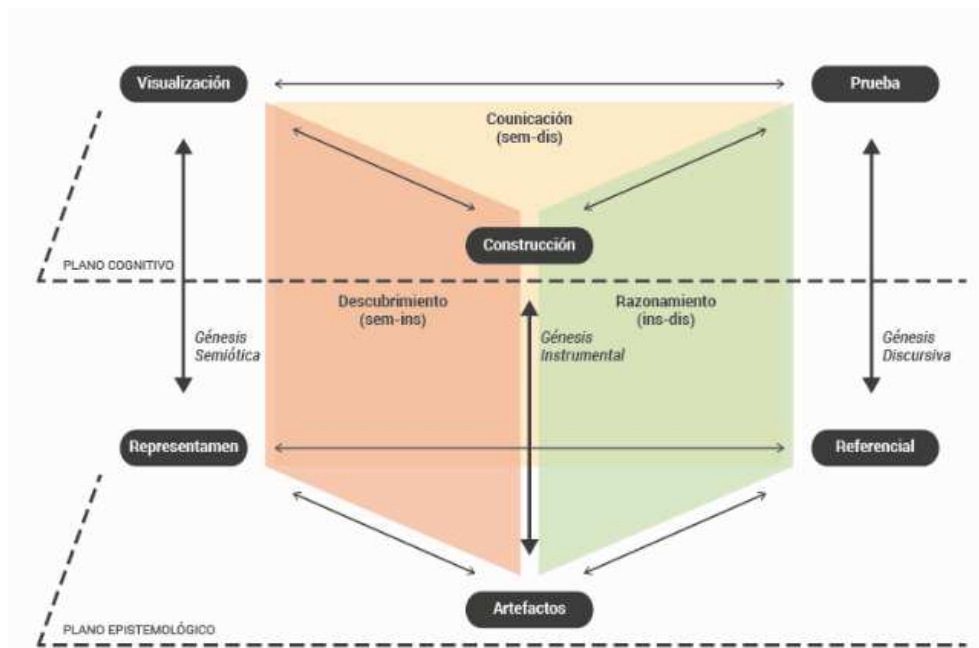 Visualización
Prueba
Counicación
(sem-dis)
Construcción
PLANO COGNITIVO
Descubrimiento
(sem-ins)
Razonamiento
(ins-dis)
Génesis
Semiótica
Génesis
Instrumental
Génesis
Discursiva
Representamen
Referencial
Artefactos
PLANO EPISTEMOLÓGICO